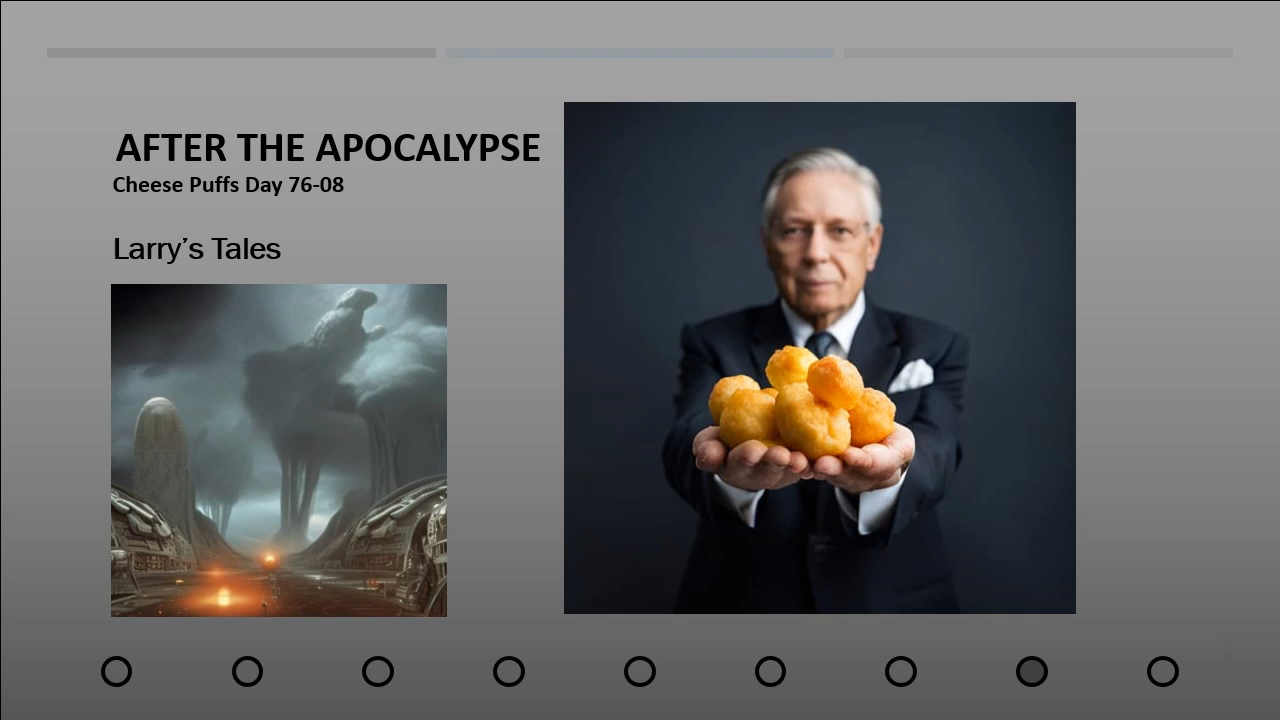 AFTER THE APOCALYPSE
Cheese Puffs Day 76-08
Larry’s Tales